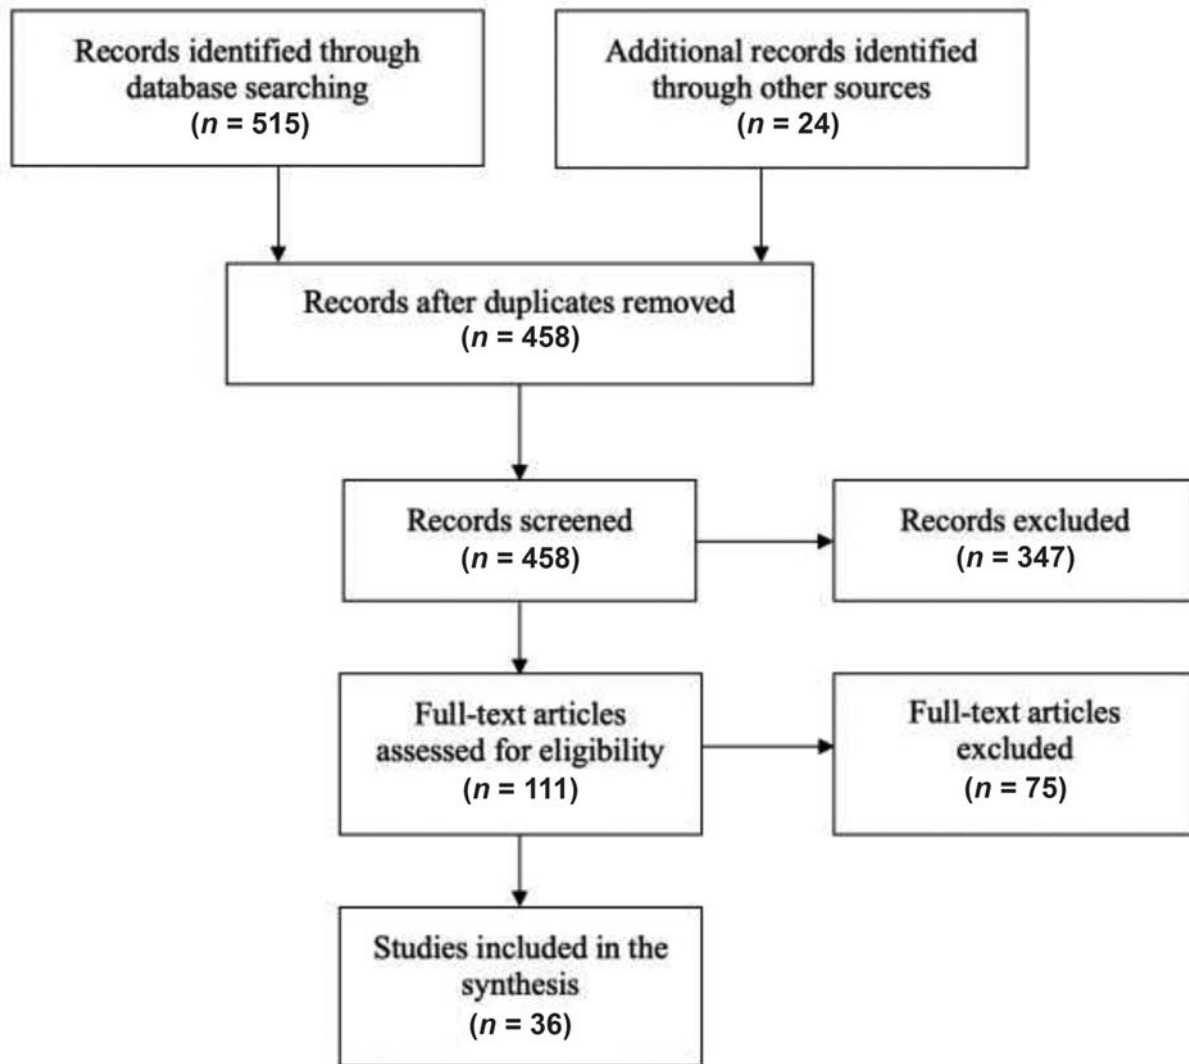 Records identified through
database searching
(n = 515)
Additional records identified
through other sources
(n = 24)
Records after duplicates removed
(n = 458)
Records screened
(n = 458)
Records excluded
(n = 347)
Full-text articles
assessed for eligibility
(n = 111)
Full-text articles
excluded
(n = 75)
Studies included in the
synthesis
(n = 36)